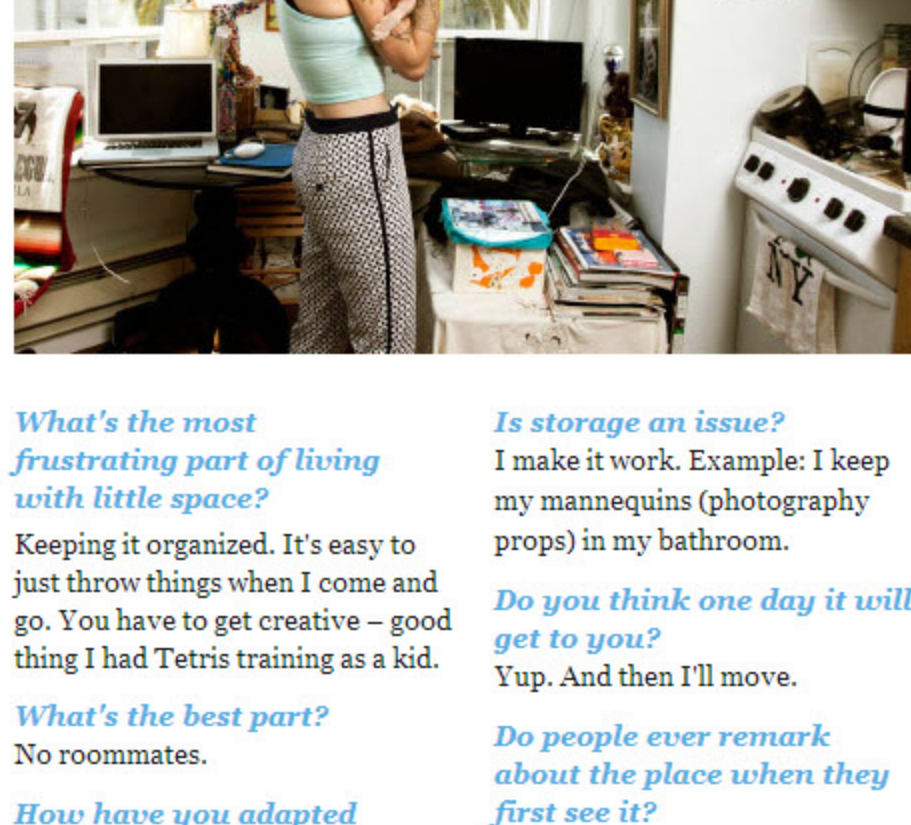 NY
What's the most
frustrating part of living
with little space?
Keeping it organized. It's easy to
just throw things when I come and
go. You have to get creative – good
thing I had Tetris training as a kid.
What's the best part?
No roommates.
How have you adapted
Is storage an issue?
I make it work. Example: I keep
my mannequins (photography
props) in my bathroom.
Do you think one day it will
get to you?
Yup. And then I'll move.
Do people ever remark
about the place when they
first see it?